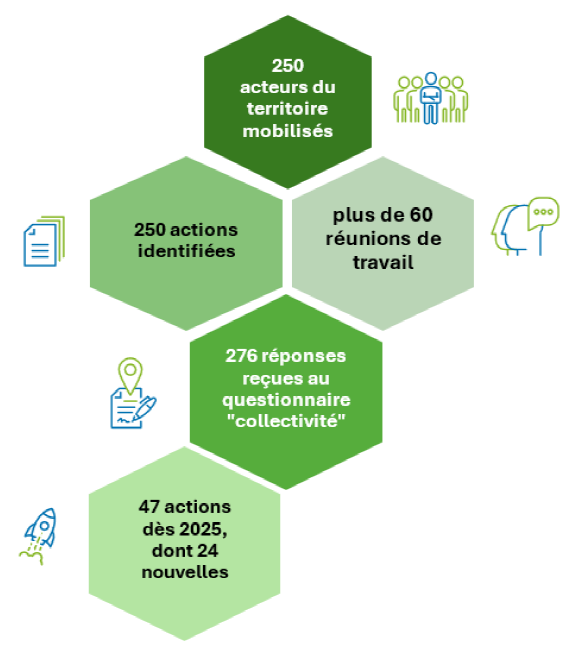 250
acteurs du
territoire
mobilisés
250 actions
identifiées
plus de 60
réunions de
travail
276 réponses
reçues au
questionnaire
"collectivité"
47 actions
dès 2025,
dont 24
nouvelles